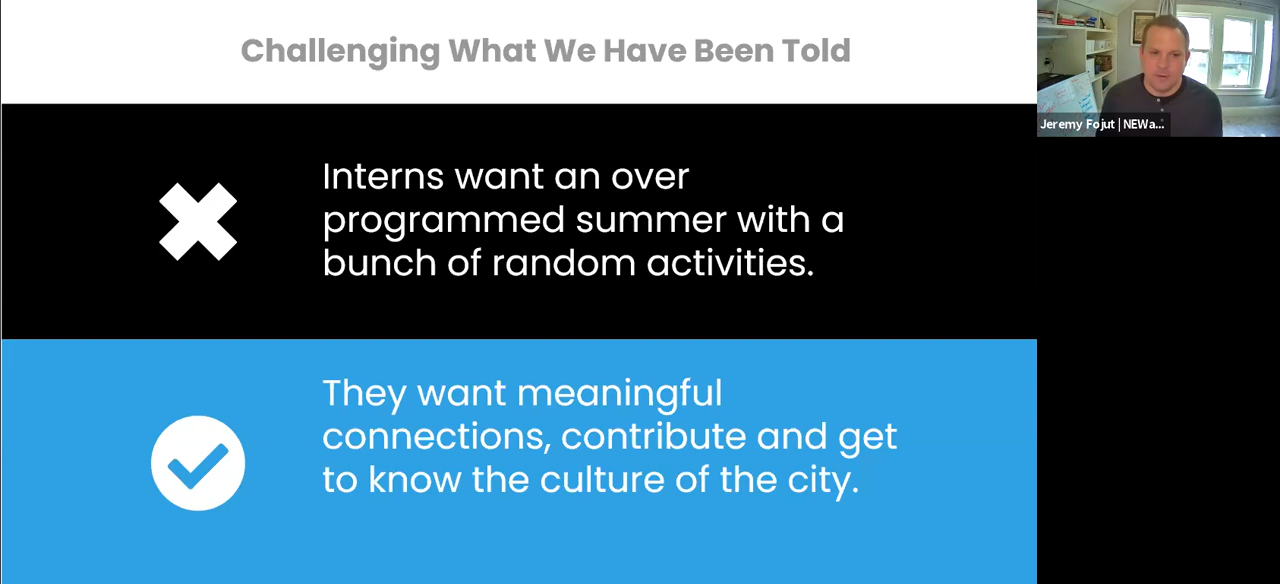 Challenging What We Have Been Told
Interns want an over
programmed summer with a
bunch of random activities.
They want meaningful
connections, contribute and get
to know the culture of the city.
Jeremy Fojut | NEWa...